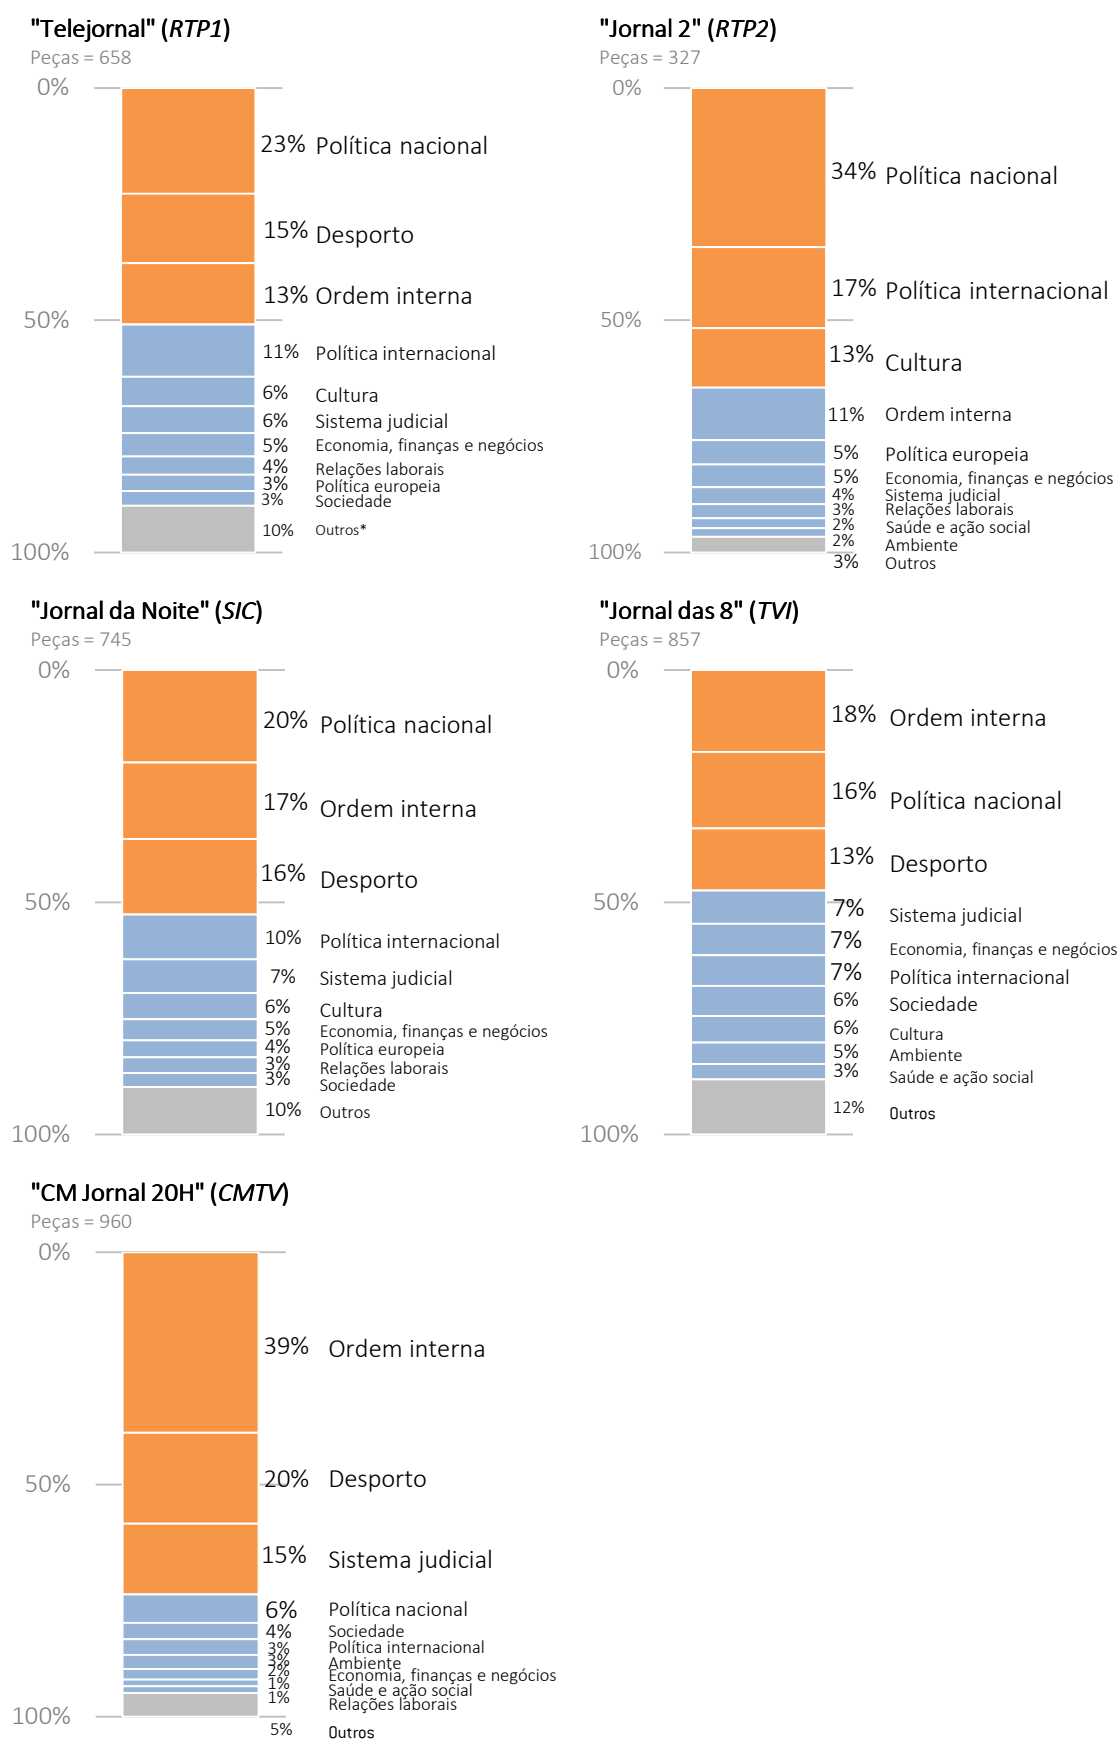 "Telejornal" (RTP1)
Peças = 658
0%
23% Política nacional
15% Desporto
13% Ordem interna
50%
11% Política internacional
6% Cultura
6% Sistema judicial
5% Economia, finanças e negócios
4% Relações laborais
3% Política europeia
3% Sociedade
10% Outros*
100%
"Jornal 2" (RTP2)
Peças = 327
0%
34% Política nacional
17% Política internacional
50%
13% Cultura
11% Ordem interna
5% Política europeia
5% Economia, finanças e negócios
4% Sistema judicial
3% Relações laborais
2% Saúde e ação social
2% Ambiente
100%
3% Outros
"Jornal da Noite" (SIC)
Peças = 745
0%
20% Política nacional
17% Ordem interna
16% Desporto
50%
10% Política internacional
7% Sistema judicial
6% Cultura
5% Economia, finanças e negócios
4% Política europeia
3% Relações laborais
3% Sociedade
10% Outros
100%
"Jornal das 8" (TVI)
Peças = 857
0%
18% Ordem interna
16% Política nacional
13% Desporto
50%
7% Sistema judicial
7% Economia, finanças e negócios
7% Política internacional
6% Sociedade
6% Cultura
5% Ambiente
3% Saúde e ação social
12% Outros
100%
"CM Jornal 20H" (CMTV)
Peças = 960
0%
39% Ordem interna
50%
20% Desporto
15% Sistema judicial
6% Política nacional
4% Sociedade
3% Política internacional
3% Ambiente
2% Economia, finanças e negócios
1% Saúde e ação social
1% Relações laborais
100%
5% Outros